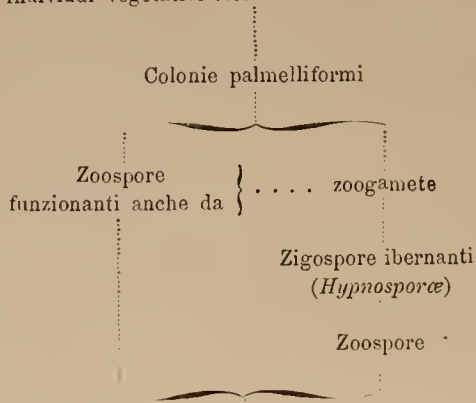 Colonie palmelliformi
Zoospore
funzionanti anche da } .... zoogamete
Zigospore ibernanti
(Hypnosporæ)
Zoospore